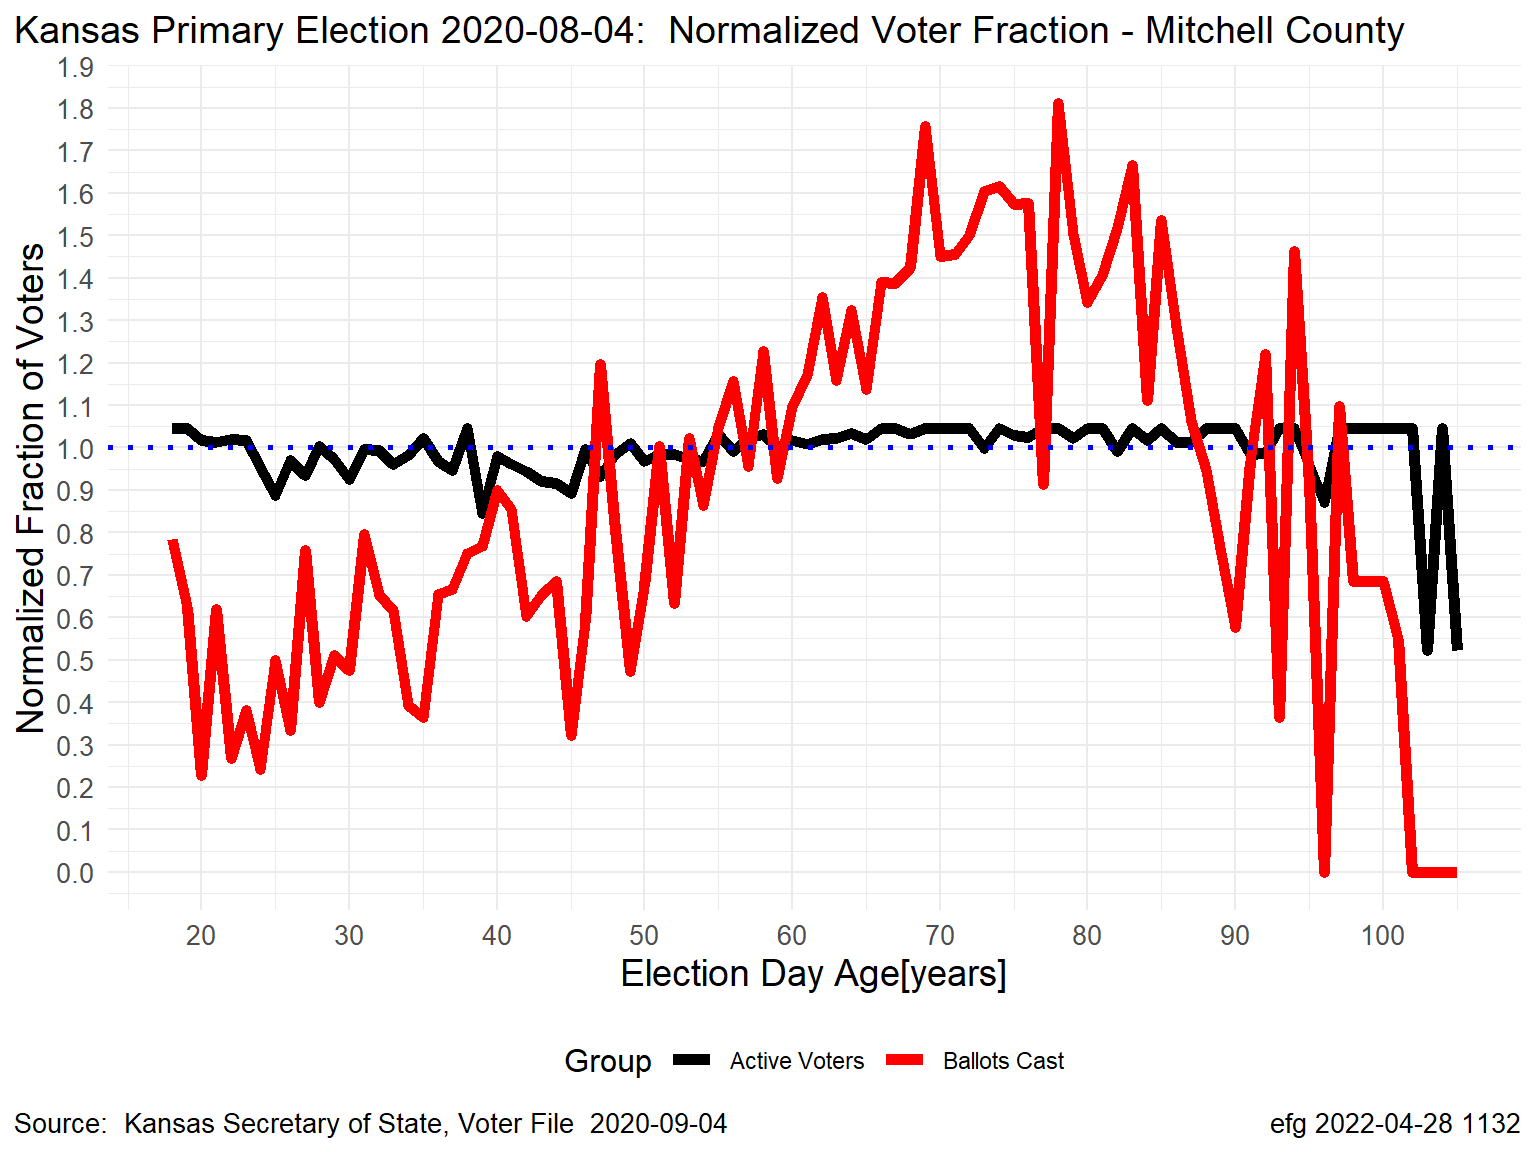 Kansas Primary Election 2020-08-04:  Normalized Voter Fraction - Mitchell County
Normalized Fraction of Voters
1.9
1.8
1.7
1.6
1.5
1.4
1.3
1.2
1.1
1.0
0.9
0.8
0.7
0.6
0.5
0.4
0.3
0.2
0.1
0.0
20 30 40 50 60 70 80 90 100
Election Day Age[years]
Group Active Voters Ballots Cast
Source:  Kansas Secretary of State, Voter File  2020-09-04
efg 2022-04-28 1132